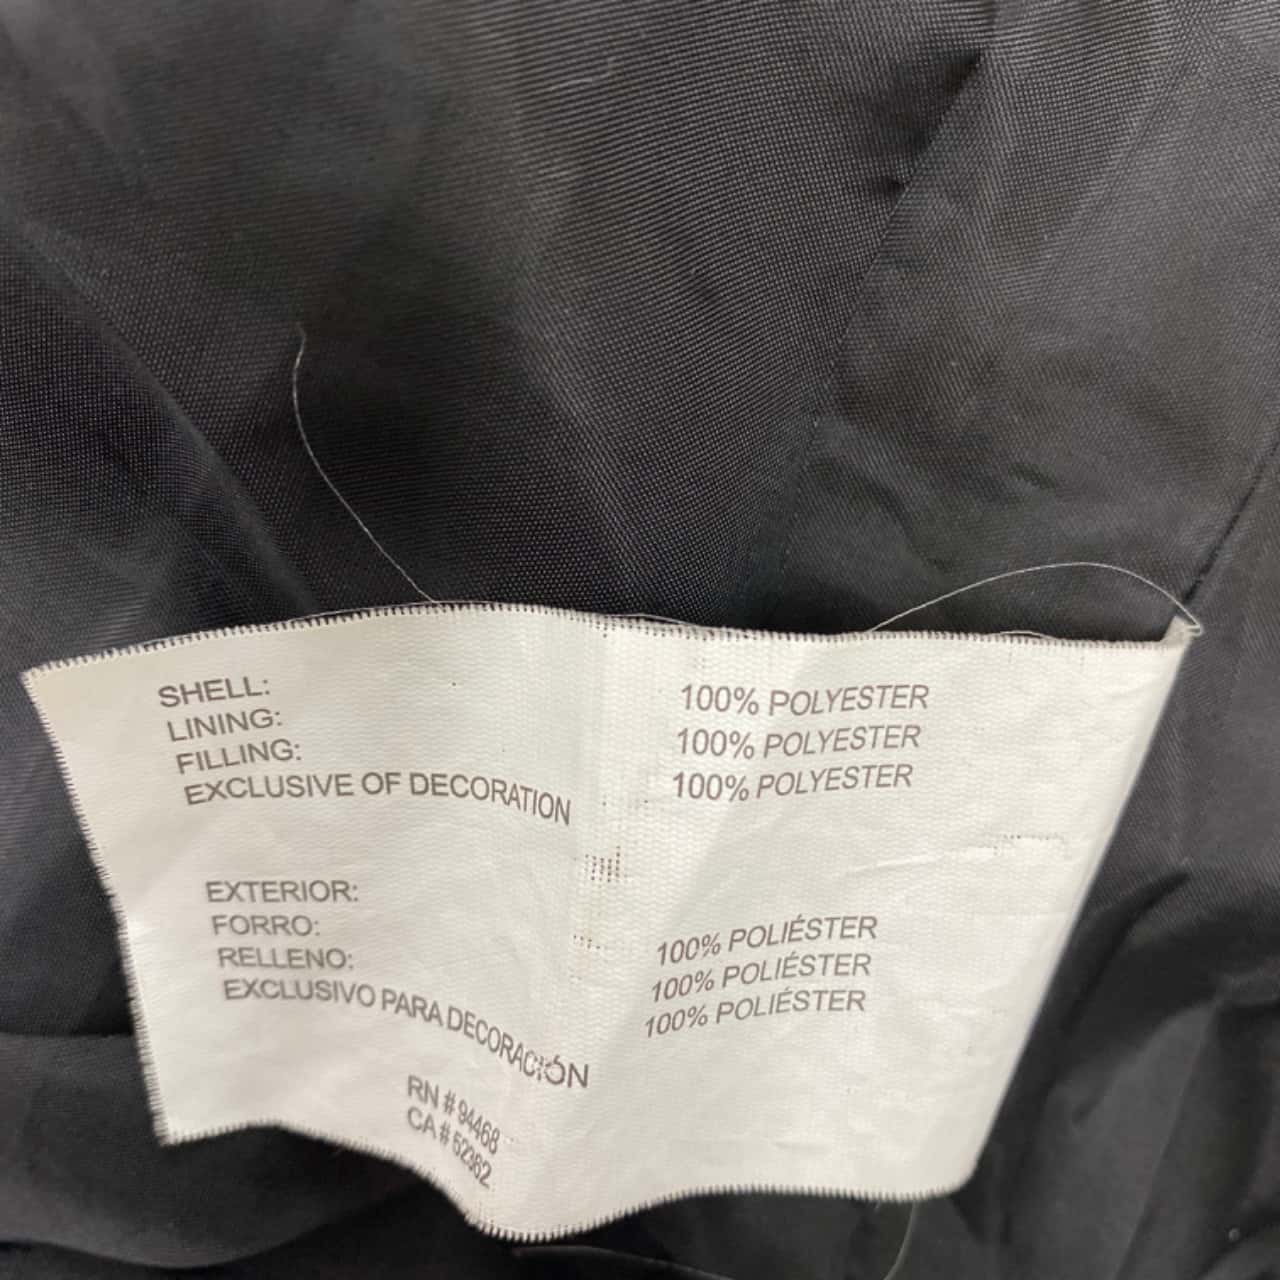 SHELL: 100% POLYESTER
LINING: 100% POLYESTER
FILLING: 100% POLYESTER
EXCLUSIVE OF DECORATION
EXTERIOR: 100% POLIÉSTER
FORRO: 100% POLIÉSTER
RELLENO: 100% POLIÉSTER
EXCLUSIVO PARA DECORACIÓN
RN # 94468
CA # 52362